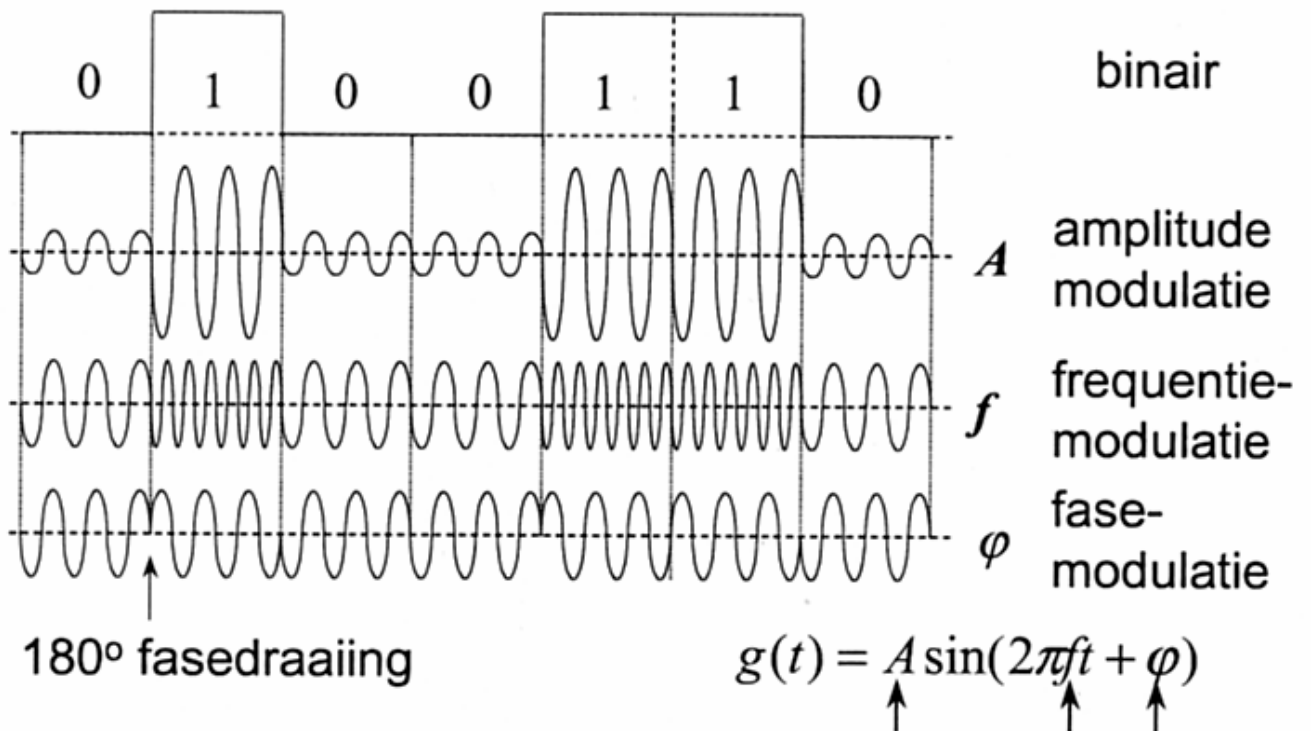 0 1 0 0 1 1 0 binair
A amplitude
modulatie
f frequentie-
modulatie
φ fase-
modulatie
180° fasedraaiing
g(t) = A sin(2πft + φ)